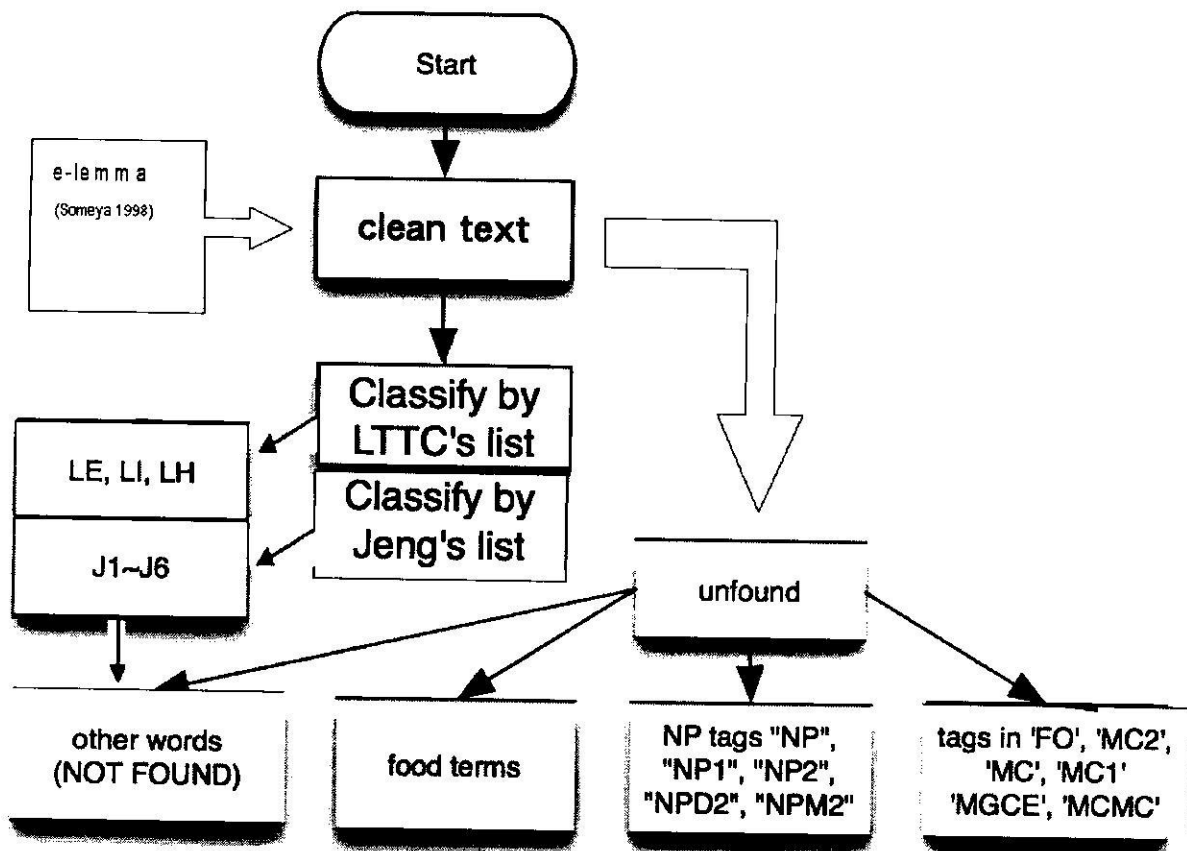 Start
e-lemma
(Someya 1998)
clean text
Classify by
LTTC's list
LE, LI, LH
Classify by
Jeng's list
J1~J6
unfound
other words
(NOT FOUND)
food terms
NP tags "NP",
"NP1", "NP2",
"NPD2", "NPM2"
tags in 'FO', 'MC2',
'MC', 'MC1'
'MGCE', 'MCMC'